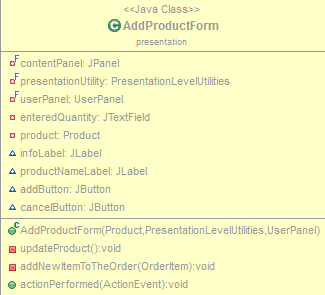 <<Java Class>>
C AddProductForm
presentation
F contentPanel: JPanel
F presentationUtility: PresentationLevelUtilities
F userPanel: UserPanel
enteredQuantity: JTextField
product: Product
infoLabel: JLabel
productNameLabel: JLabel
addButton: JButton
cancelButton: JButton
C AddProductForm(Product,PresentationLevelUtilities,UserPanel)
updateProduct():void
addNewItemToTheOrder(OrderItem):void
actionPerformed(ActionEvent):void